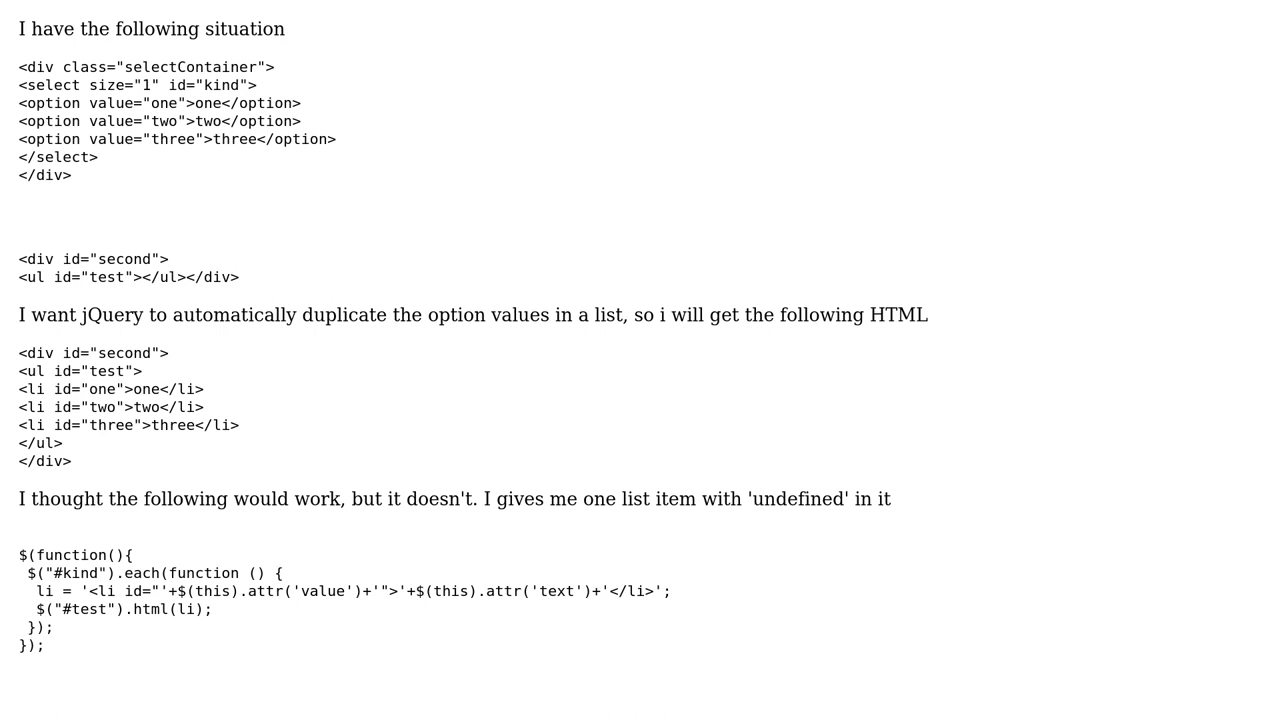 I have the following situation
<div class="selectContainer">
<select size="1" id="kind">
<option value="one">one</option>
<option value="two">two</option>
<option value="three">three</option>
</select>
</div>
<div id="second">
<ul id="test"></ul></div>
I want jQuery to automatically duplicate the option values in a list, so i will get the following HTML
<div id="second">
<ul id="test">
<li id="one">one</li>
<li id="two">two</li>
<li id="three">three</li>
</ul>
</div>
I thought the following would work, but it doesn't. I gives me one list item with 'undefined' in it
$(function(){
 $("#kind").each(function () {
  li = '<li id="'+$(this).attr('value')+'">'+$(this).attr('text')+'</li>';
  $("#test").html(li);
 });
});